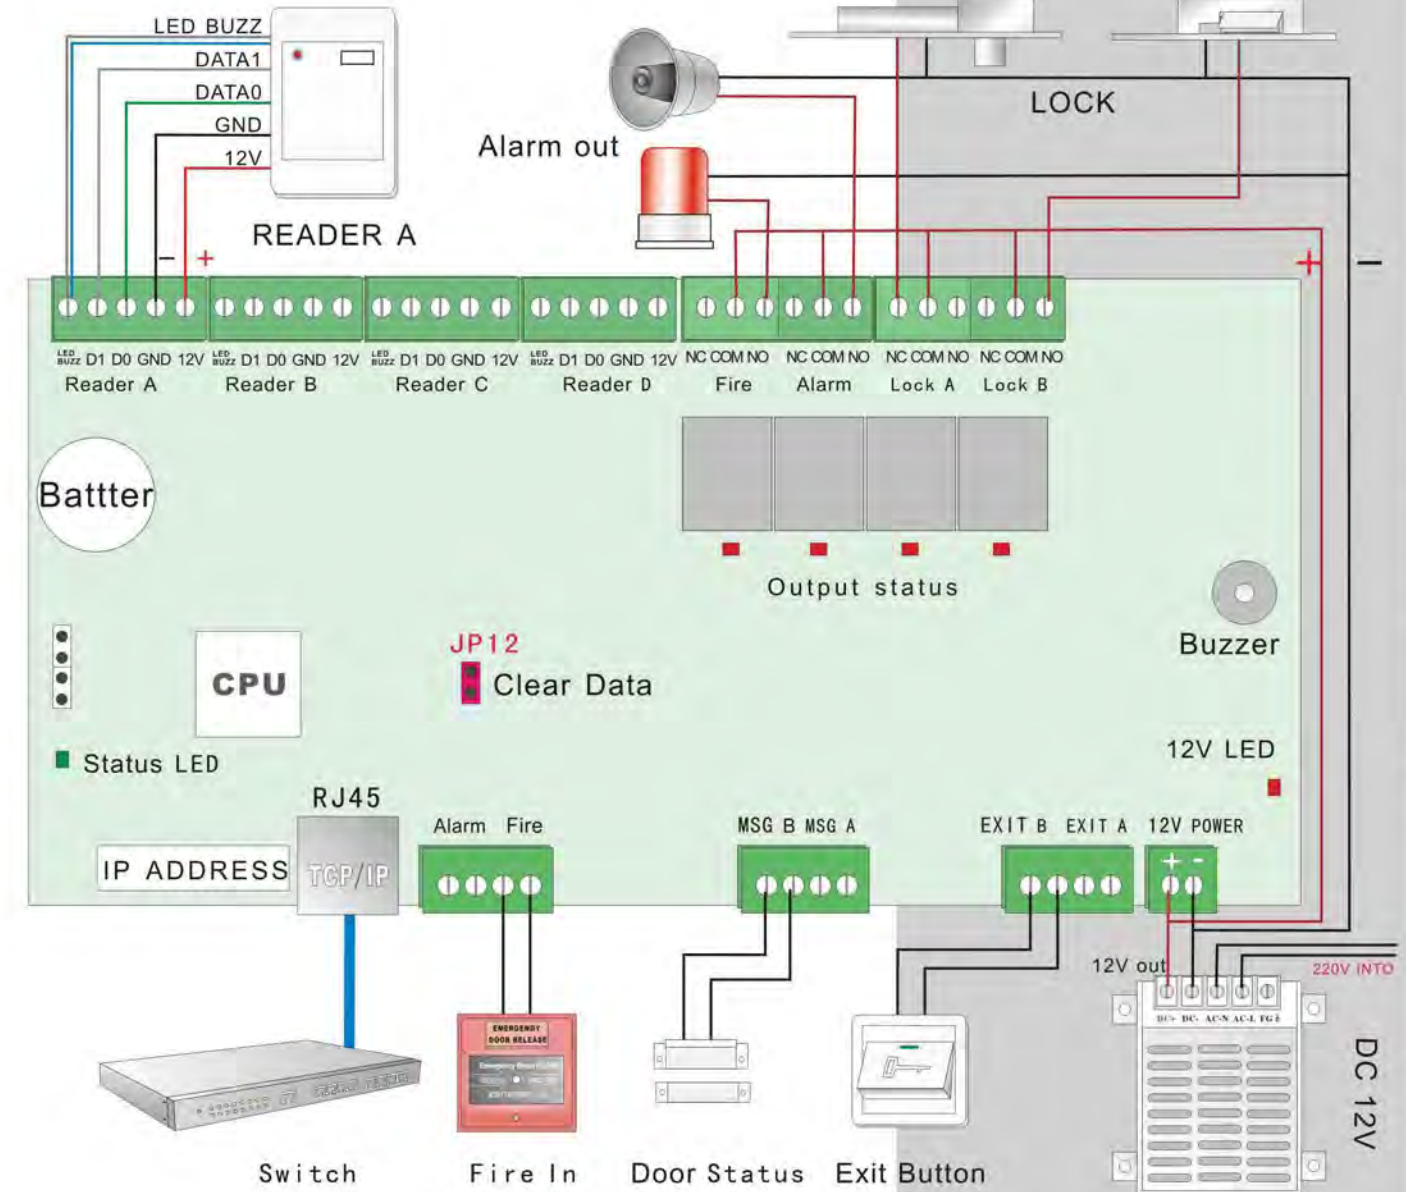 LED BUZZ
DATA1
DATA0
GND
12V
READER A
Alarm out
LOCK
− +
+ −
LED BUZZ D1 D0 GND 12V LED BUZZ D1 D0 GND 12V LED BUZZ D1 D0 GND 12V LED BUZZ D1 D0 GND 12V NC COM NO NC COM NO NC COM NO NC COM NO
Reader A Reader B Reader C Reader D Fire Alarm Lock A Lock B
Battter
Output status
Buzzer
JP12
Clear Data
CPU
Status LED
12V LED
RJ45
Alarm Fire
MSG B MSG A
EXIT B EXIT A
12V POWER
+ -
IP ADDRESS
TCP/IP
12V out
220V INTO
DC+ DC- AC-N AC-L FG
EMERGENDY
DOOR RELEASE
DC 12V
Switch
Fire In
Door Status
Exit Button